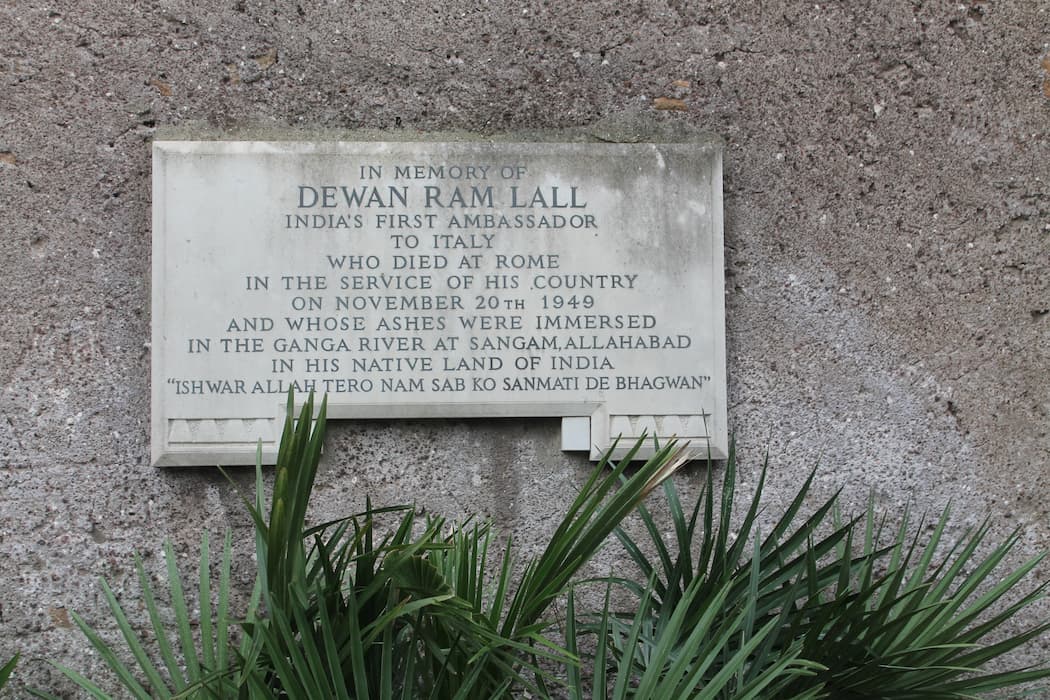 IN MEMORY OF
DEWAN RAM LALL
INDIA'S FIRST AMBASSADOR
TO ITALY
WHO DIED AT ROME
IN THE SERVICE OF HIS COUNTRY
ON NOVEMBER 20TH 1949
AND WHOSE ASHES WERE IMMERSED
IN THE GANGA RIVER AT SANGAM, ALLAHABAD
IN HIS NATIVE LAND OF INDIA
"ISHWAR ALLAH TERO NAM SAB KO SANMATI DE BHAGWAN"